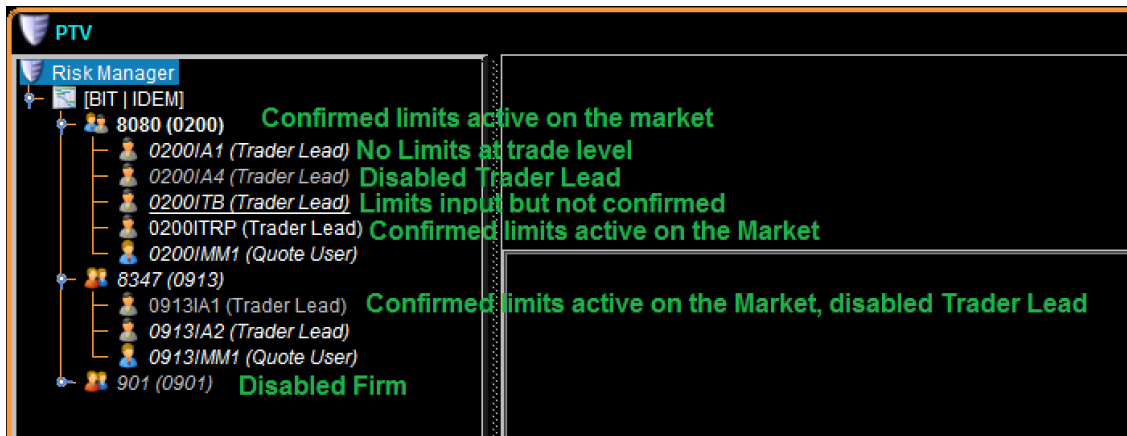 PTV
Risk Manager
[BIT | IDEM]
8080 (0200) Confirmed limits active on the market
0200IA1 (Trader Lead) No Limits at trade level
0200IA4 (Trader Lead) Disabled Trader Lead
0200ITB (Trader Lead) Limits input but not confirmed
0200ITRP (Trader Lead) Confirmed limits active on the Market
0200IMM1 (Quote User)
8347 (0913)
0913IA1 (Trader Lead) Confirmed limits active on the Market, disabled Trader Lead
0913IA2 (Trader Lead)
0913IMM1 (Quote User)
901 (0901) Disabled Firm